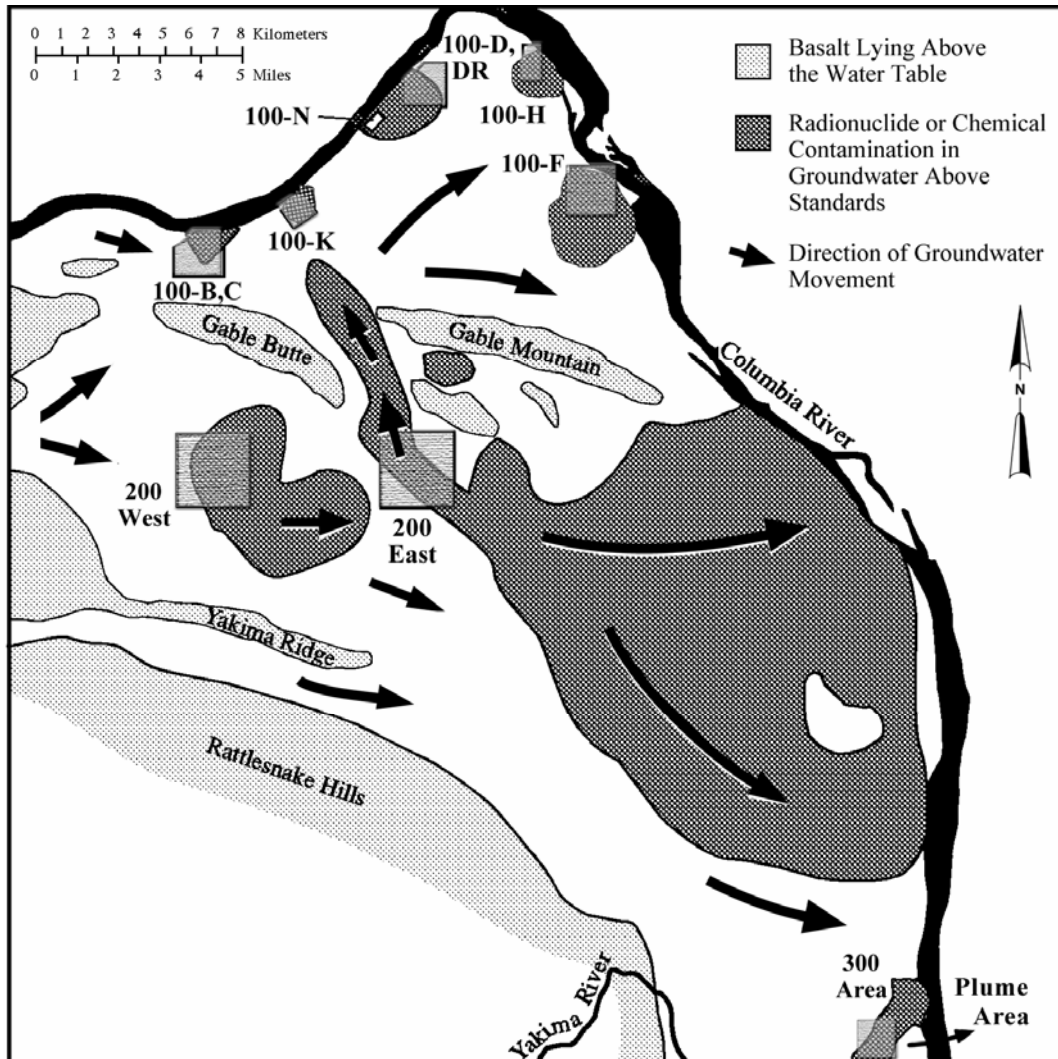 0 1 2 3 4 5 6 7 8 Kilometers
0 1 2 3 4 5 Miles
Basalt Lying Above
the Water Table
Radionuclide or Chemical
Contamination in
Groundwater Above
Standards
Direction of Groundwater
Movement
N
100-D,
DR
100-N
100-H
100-F
100-K
100-B,C
Gable Butte
Gable Mountain
Columbia River
200
West
200
East
Yakima Ridge
Rattlesnake Hills
Yakima River
300
Area
Plume
Area